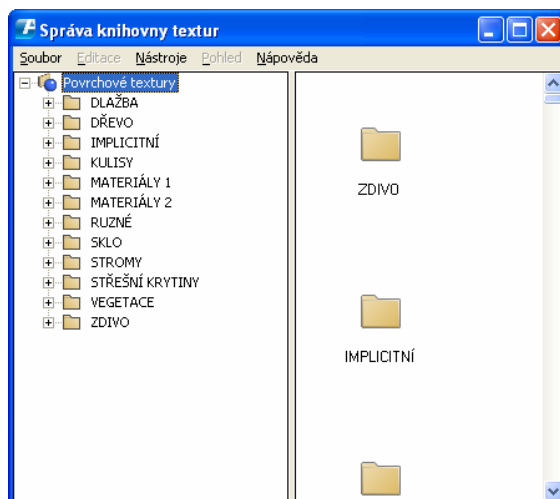 Správa knihovny textur
Soubor Editace Nástroje Pohled Nápověda
Povrchové textury
DLAŽBA
DŘEVO
IMPLICITNÍ
KULISY
MATERIÁLY 1
MATERIÁLY 2
RUZNÉ
SKLO
STROMY
STŘEŠNÍ KRYTINY
VEGETACE
ZDIVO
ZDIVO
IMPLICITNÍ